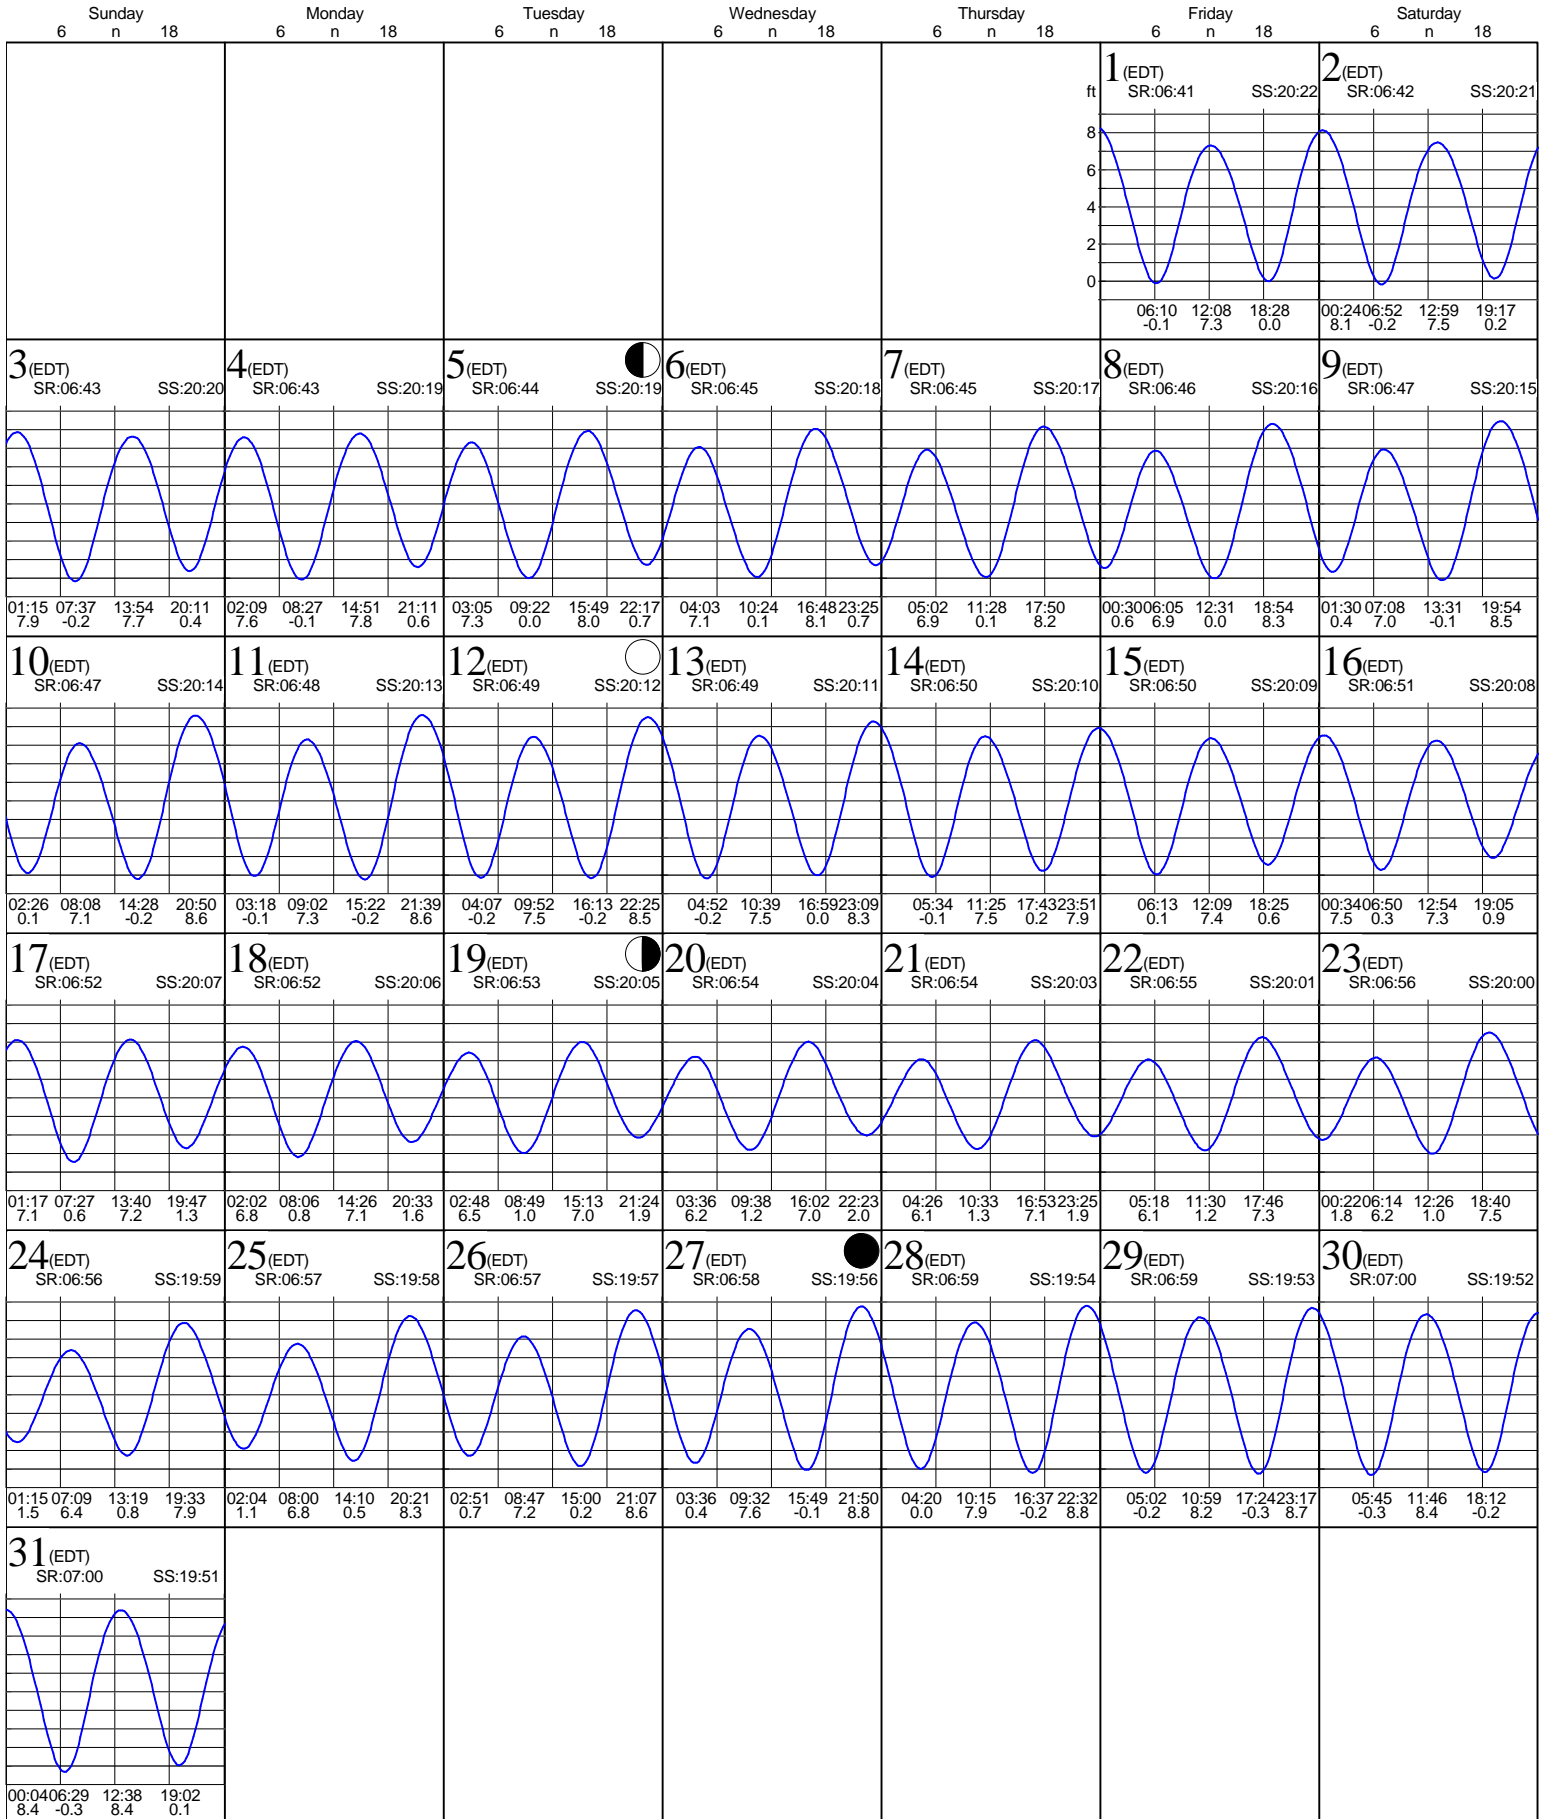 Sunday Monday Tuesday Wednesday Thursday Friday Saturday
6 n 18 6 n 18 6 n 18 6 n 18 6 n 18 6 n 18 6 n 18
1(EDT) 2(EDT)
ft SR:06:41 SS:20:22 SR:06:42 SS:20:21
8
6
4
2
0
06:10 12:08 18:28 00:24 06:52 12:59 19:17
-0.1 7.3 0.0 8.1 -0.2 7.5 0.2
3(EDT) 4(EDT) 5(EDT) 6(EDT) 7(EDT) 8(EDT) 9(EDT)
SR:06:43 SS:20:20 SR:06:43 SS:20:19 SR:06:44 SS:20:19 SR:06:45 SS:20:18 SR:06:45 SS:20:17 SR:06:46 SS:20:16 SR:06:47 SS:20:15
01:15 07:37 13:54 20:11 02:09 08:27 14:51 21:11 03:05 09:22 15:49 22:17 04:03 10:24 16:48 23:25 05:02 11:28 17:50 00:30 06:05 12:31 18:54 01:30 07:08 13:31 19:54
7.9 -0.2 7.7 0.4 7.6 -0.1 7.8 0.6 7.3 0.0 8.0 0.7 7.1 0.1 8.1 0.7 6.9 0.1 8.2 0.6 6.9 0.0 8.3 0.4 7.0 -0.1 8.5
10(EDT) 11(EDT) 12(EDT) 13(EDT) 14(EDT) 15(EDT) 16(EDT)
SR:06:47 SS:20:14 SR:06:48 SS:20:13 SR:06:49 SS:20:12 SR:06:49 SS:20:11 SR:06:50 SS:20:10 SR:06:50 SS:20:09 SR:06:51 SS:20:08
02:26 08:08 14:28 20:50 03:18 09:02 15:22 21:39 04:07 09:52 16:13 22:25 04:52 10:39 16:59 23:09 05:34 11:25 17:43 23:51 06:13 12:09 18:25 00:34 06:50 12:54 19:05
0.1 7.1 -0.2 8.6 -0.1 7.3 -0.2 8.6 -0.2 7.5 -0.2 8.5 -0.2 7.5 0.0 8.3 -0.1 7.5 0.2 7.9 0.1 7.4 0.6 7.5 0.3 7.3 0.9
17(EDT) 18(EDT) 19(EDT) 20(EDT) 21(EDT) 22(EDT) 23(EDT)
SR:06:52 SS:20:07 SR:06:52 SS:20:06 SR:06:53 SS:20:05 SR:06:54 SS:20:04 SR:06:54 SS:20:03 SR:06:55 SS:20:01 SR:06:56 SS:20:00
01:17 07:27 13:40 19:47 02:02 08:06 14:26 20:33 02:48 08:49 15:13 21:24 03:36 09:38 16:02 22:23 04:26 10:33 16:53 23:25 05:18 11:30 17:46 00:22 06:14 12:26 18:40
7.1 0.6 7.2 1.3 6.8 0.8 7.1 1.6 6.5 1.0 7.0 1.9 6.2 1.2 7.0 2.0 6.1 1.3 7.1 1.9 6.1 1.2 7.3 1.8 6.2 1.0 7.5
24(EDT) 25(EDT) 26(EDT) 27(EDT) 28(EDT) 29(EDT) 30(EDT)
SR:06:56 SS:19:59 SR:06:57 SS:19:58 SR:06:57 SS:19:57 SR:06:58 SS:19:56 SR:06:59 SS:19:54 SR:06:59 SS:19:53 SR:07:00 SS:19:52
01:15 07:09 13:19 19:33 02:04 08:00 14:10 20:21 02:51 08:47 15:00 21:07 03:36 09:32 15:49 21:50 04:20 10:15 16:37 22:32 05:02 10:59 17:24 23:17 05:45 11:46 18:12
1.5 6.4 0.8 7.9 1.1 6.8 0.5 8.3 0.7 7.2 0.2 8.6 0.4 7.6 -0.1 8.8 0.0 7.9 -0.2 8.8 -0.2 8.2 -0.3 8.7 -0.3 8.4 -0.2
31(EDT)
SR:07:00 SS:19:51
00:04 06:29 12:38 19:02
8.4 -0.3 8.4 0.1